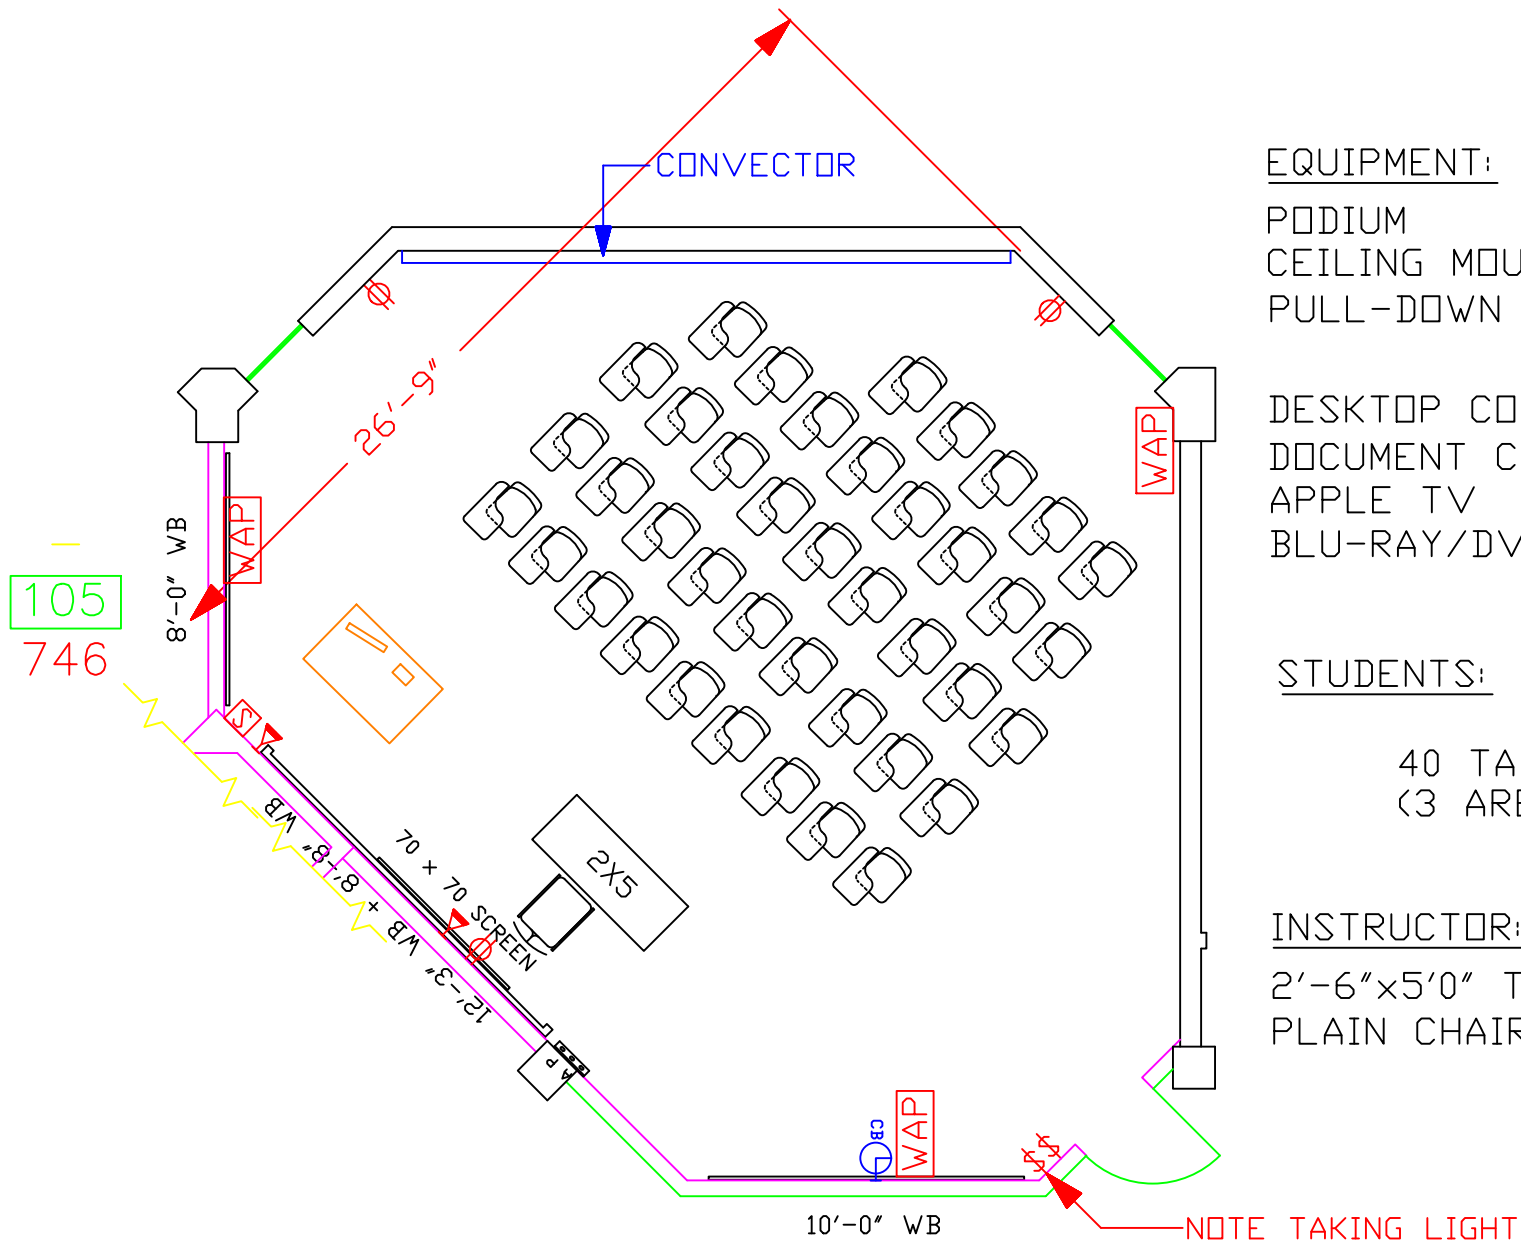 CONVECTOR
26'-9"
WAP
WAP
8'-0" WB
105
746
S
70 x 70 SCREEN
2X5
8'-8" WB
12'-3" WB +
A P
CB
WAP
10'-0" WB
SS
NOTE TAKING LIGHT
EQUIPMENT:
PODIUM
CEILING MOU
PULL-DOWN
DESKTOP CO
DOCUMENT C
APPLE TV
BLU-RAY/DV
STUDENTS:
40 TA
(3 ARE
INSTRUCTOR:
2'-6"x5'0" T
PLAIN CHAIR